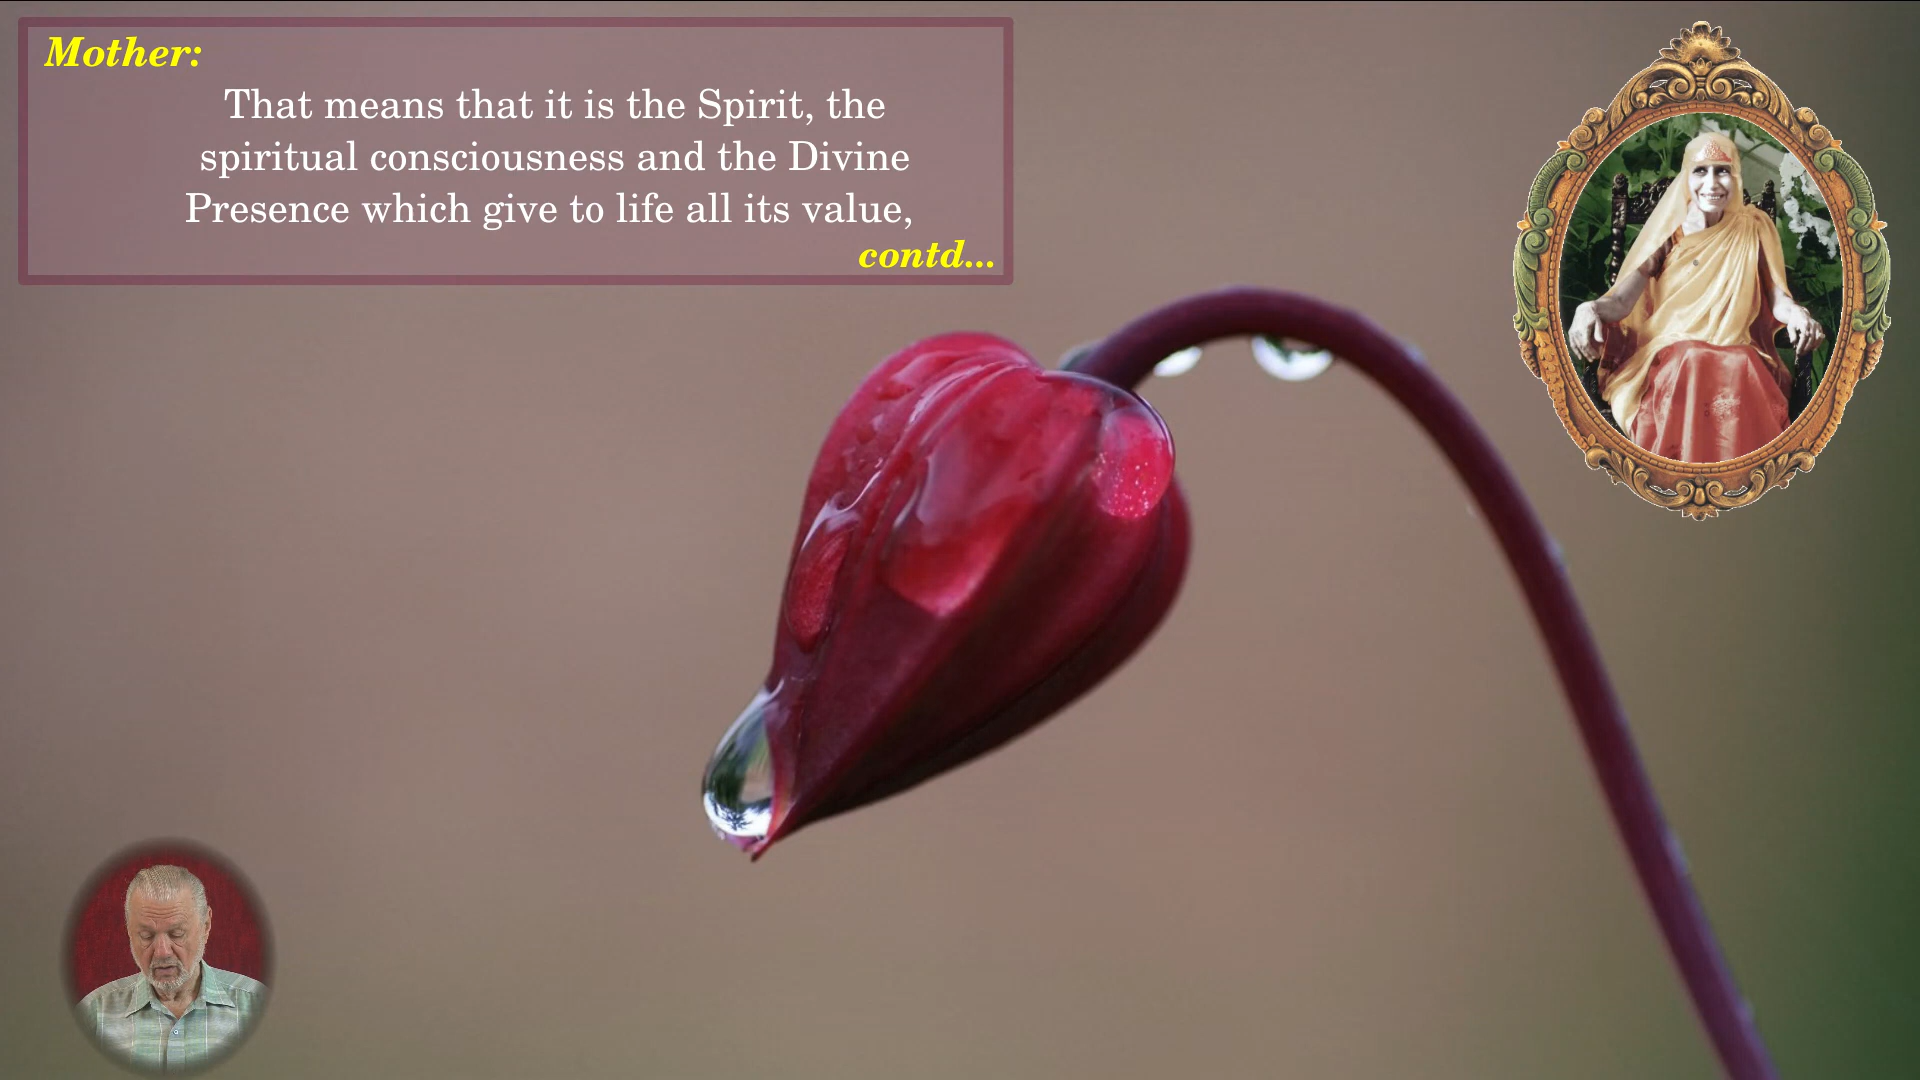 Mother:
That means that it is the Spirit, the
spiritual consciousness and the Divine
Presence which give to life all its value,
contd...